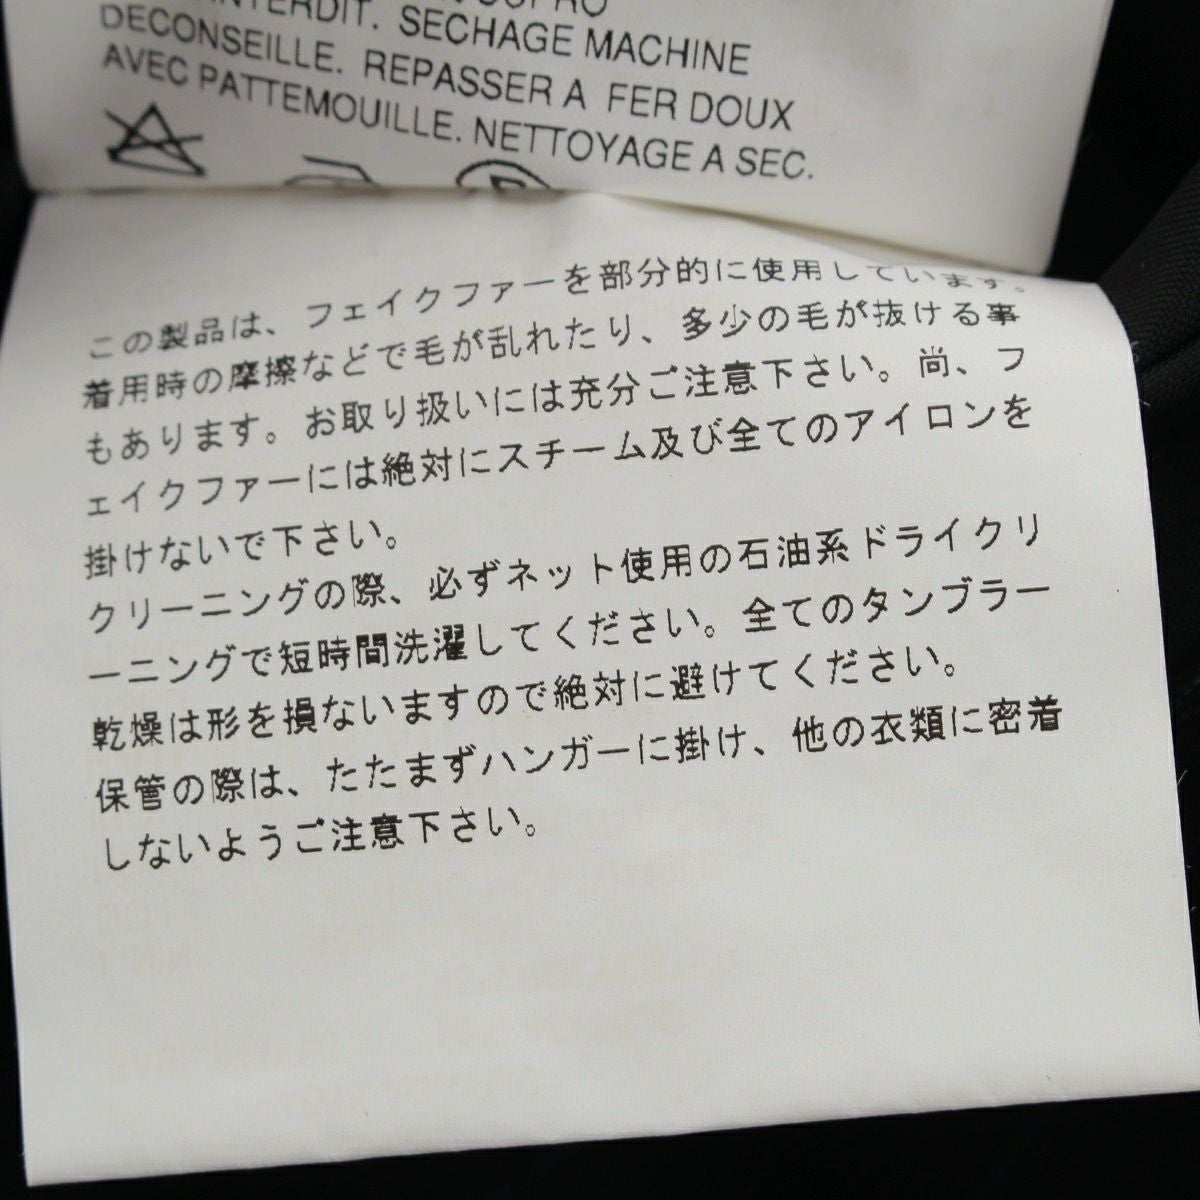 CUPRO
INTERDIT. SECHAGE MACHINE
DECONSEILLE. REPASSER A FER DOUX
AVEC PATTEMOUILLE. NETTOYAGE A SEC.
この製品は、フェイクファーを部分的に使用しています。
着用時の摩擦などで毛が乱れたり、多少の毛が抜ける事
もあります。お取り扱いには充分ご注意下さい。尚、フ
ェイクファーには絶対にスチーム及び全てのアイロンを
掛けないで下さい。
クリーニングの際、必ずネット使用の石油系ドライクリ
ーニングで短時間洗濯してください。全てのタンブラー
乾燥は形を損ないますので絶対に避けてください。
保管の際は、たたまずハンガーに掛け、他の衣類に密着
しないようご注意下さい。